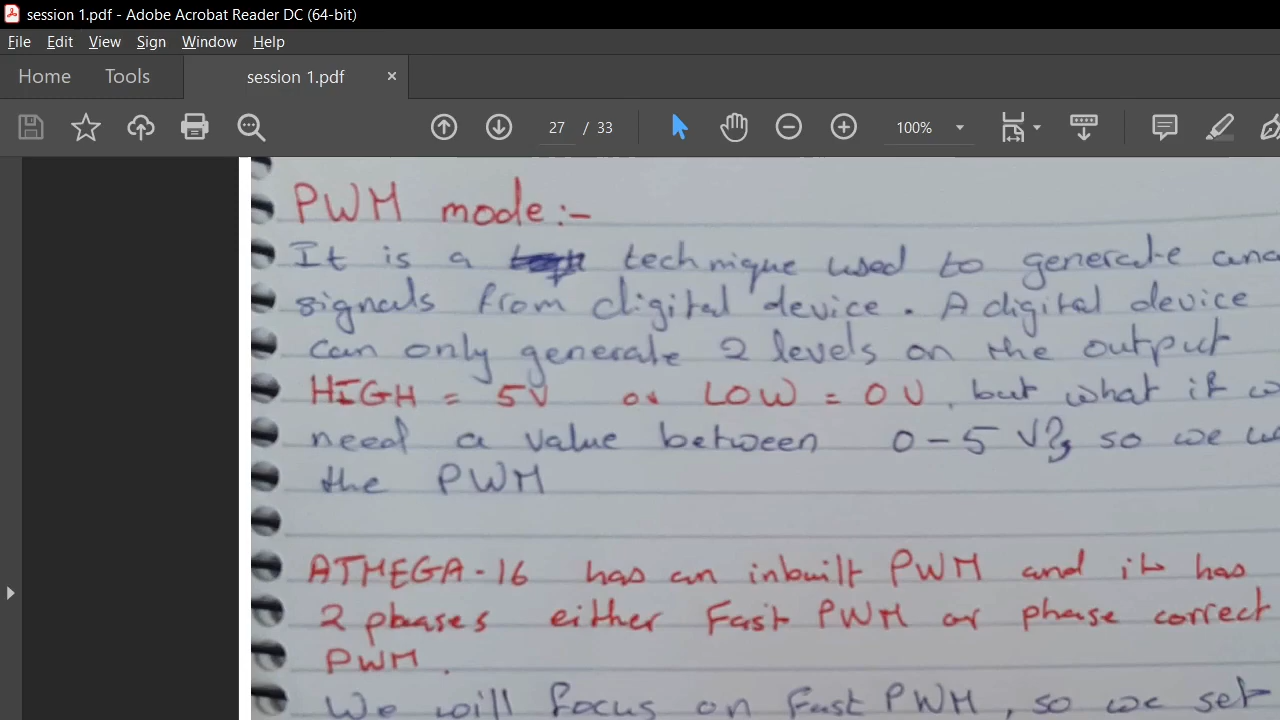 session 1.pdf - Adobe Acrobat Reader DC (64-bit)
File Edit View Sign Window Help
Home Tools session 1.pdf ×
27 / 33 100%
PWM mode:-
It is a technique used to generate ana
signals from digital device. A digital device
can only generate 2 levels on the output
HIGH = 5V or LOW = 0V, but what if w
need a value between 0-5 V?, so we
the PWM
ATMEGA-16 has an inbuilt PWM and it has
2 phases either Fast PWM or phase correct
PWM.
We will focus on Fast PWM, so we set